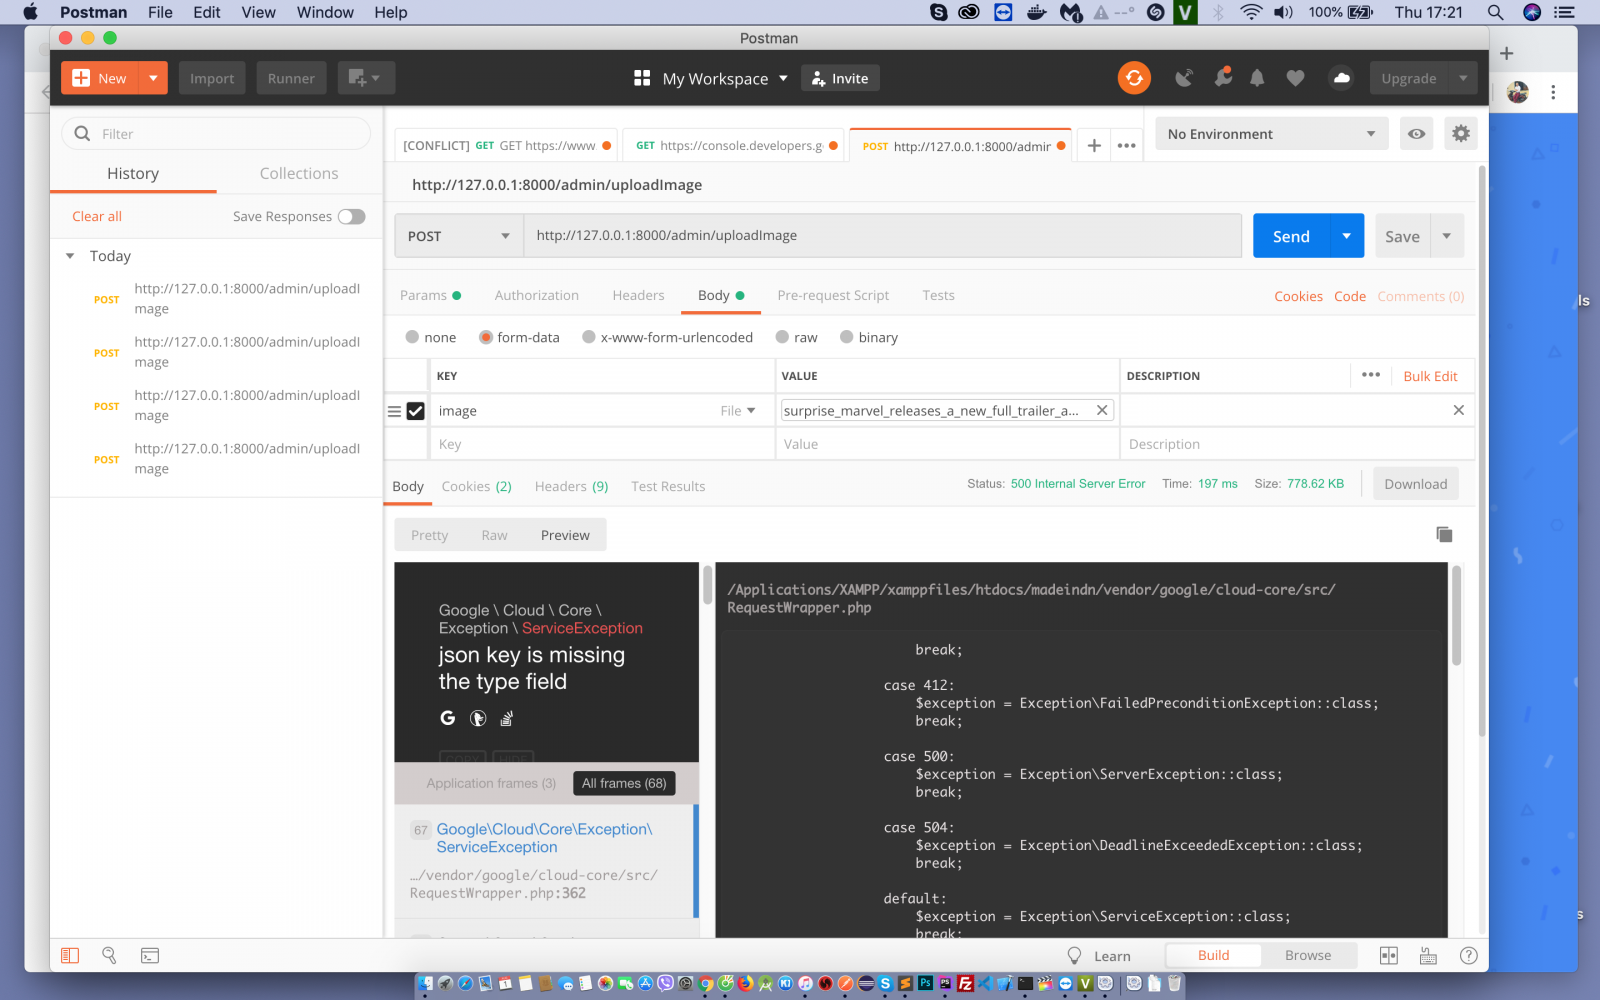 Postman File Edit View Window Help
100% Thu 17:21
Postman
New Import Runner
My Workspace Invite
Upgrade
Filter
History Collections
Clear all Save Responses
Today
POST http://127.0.0.1:8000/admin/uploadI
mage
POST http://127.0.0.1:8000/admin/uploadI
mage
POST http://127.0.0.1:8000/admin/uploadI
mage
POST http://127.0.0.1:8000/admin/uploadI
mage
[CONFLICT] GET GET https://www.
GET https://console.developers.g
POST http://127.0.0.1:8000/admin
No Environment
http://127.0.0.1:8000/admin/uploadImage
POST http://127.0.0.1:8000/admin/uploadImage
Send Save
Params Authorization Headers Body Pre-request Script Tests
Cookies Code Comments (0)
none form-data x-www-form-urlencoded raw binary
KEY VALUE DESCRIPTION ••• Bulk Edit
image File surprise_marvel_releases_a_new_full_trailer_a...
Key Value Description
Body Cookies (2) Headers (9) Test Results
Status: 500 Internal Server Error Time: 197 ms Size: 778.62 KB Download
Pretty Raw Preview
Google \ Cloud \ Core \
Exception \ ServiceException
json key is missing
the type field
COPY HIDE
Application frames (3) All frames (68)
67 Google\Cloud\Core\Exception\
ServiceException
…/vendor/google/cloud-core/src/
RequestWrapper.php:362
/Applications/XAMPP/xamppfiles/htdocs/madeindn/vendor/google/cloud-core/src/
RequestWrapper.php
break;
case 412:
$exception = Exception\FailedPreconditionException::class;
break;
case 500:
$exception = Exception\ServerException::class;
break;
case 504:
$exception = Exception\DeadlineExceededException::class;
break;
default:
$exception = Exception\ServiceException::class;
break;
Learn Build Browse